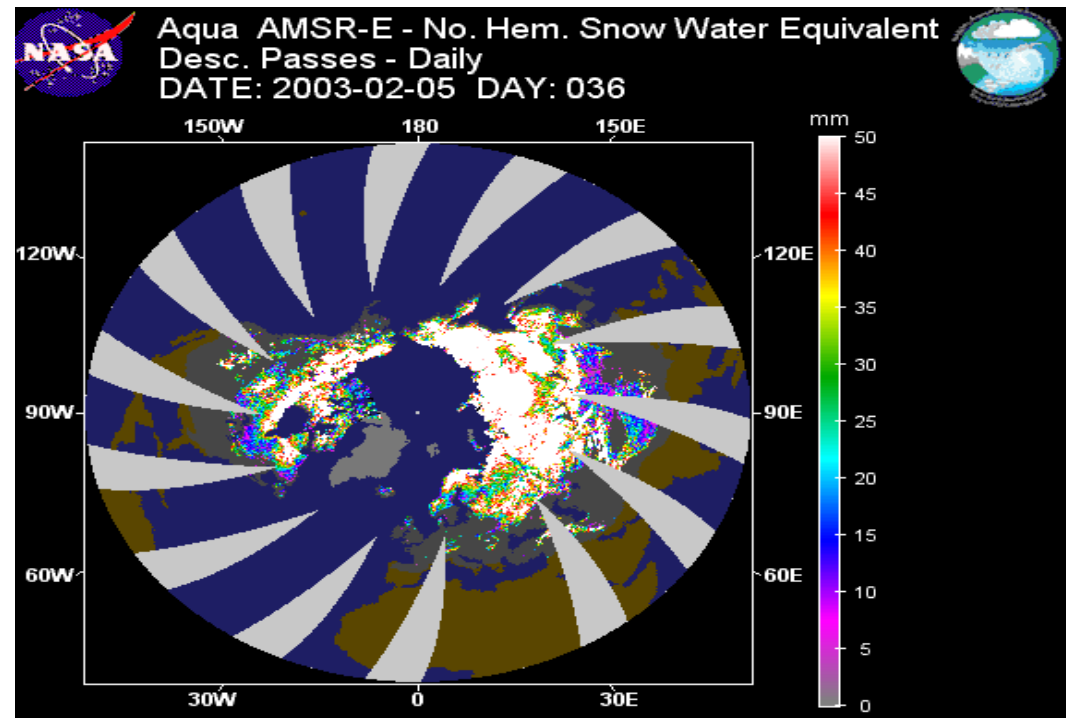 NASA
Aqua AMSR-E - No. Hem. Snow Water Equivalent
Desc. Passes - Daily
DATE: 2003-02-05 DAY: 036
mm
150W 180 150E
50
45
120W 120E
40
35
30
90W 90E
25
20
15
60W 60E
10
5
0
30W 0 30E